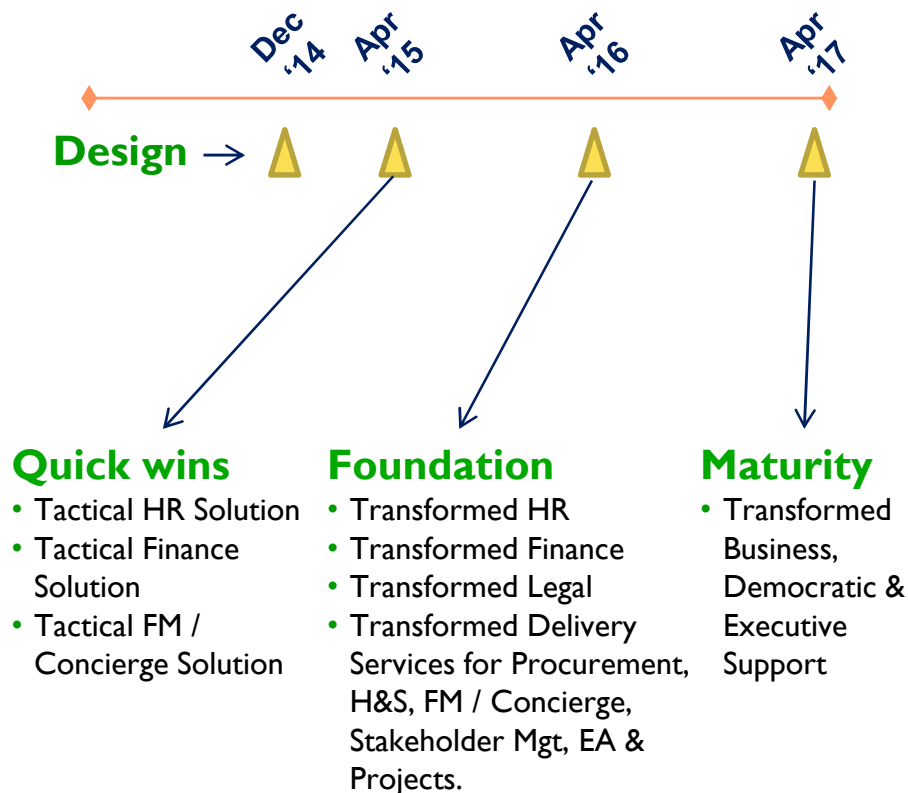 Dec '14
Apr '15
Apr '16
Apr '17
Design
Quick wins
• Tactical HR Solution
• Tactical Finance
Solution
• Tactical FM /
Concierge Solution
Foundation
• Transformed HR
• Transformed Finance
• Transformed Legal
• Transformed Delivery
Services for Procurement,
H&S, FM / Concierge,
Stakeholder Mgt, EA &
Projects.
Maturity
• Transformed
Business,
Democratic &
Executive
Support